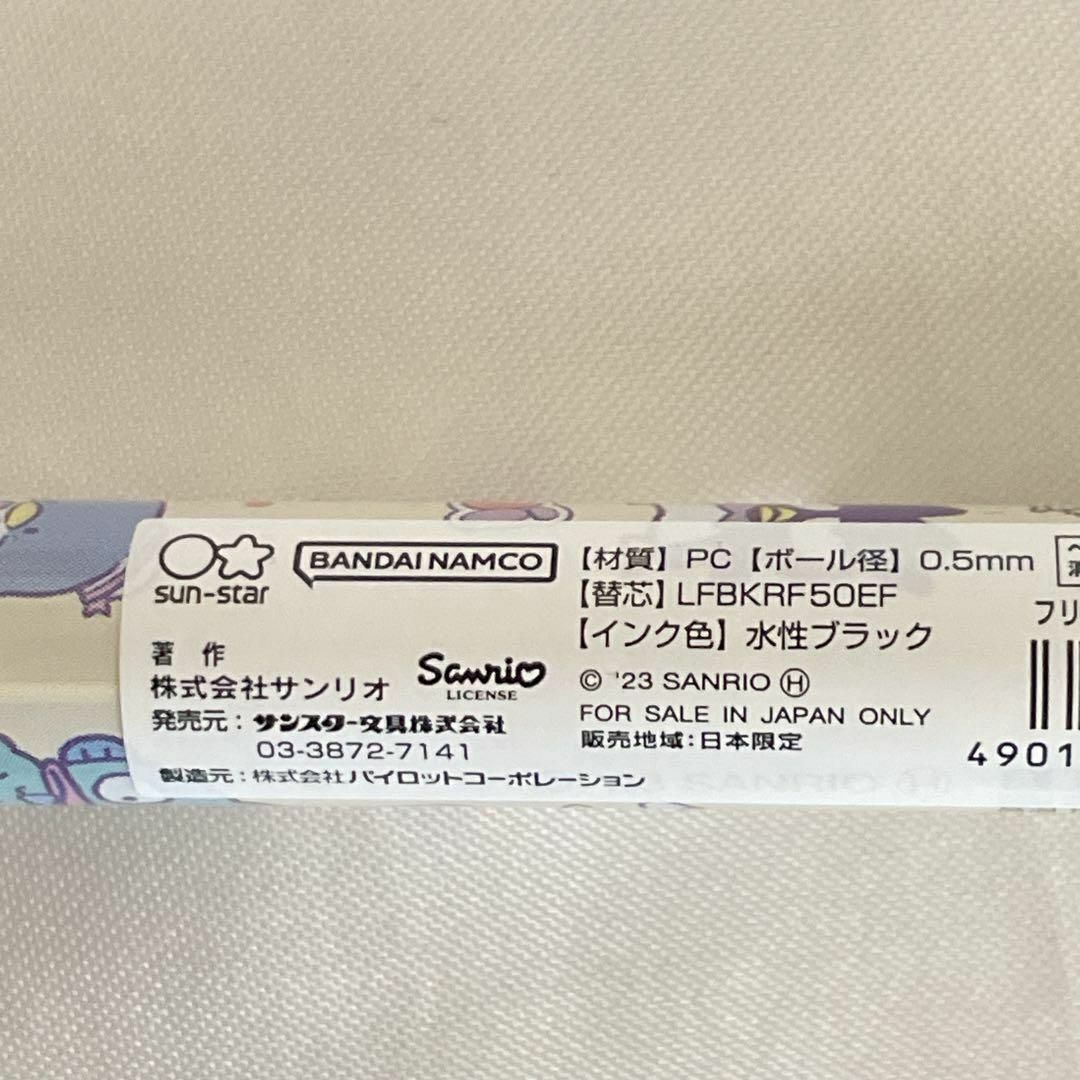 sun-star
BANDAI NAMCO
著 作
株式会社サンリオ
Sanrio
LICENSE
発売元：サンスター文具株式会社
03-3872-7141
製造元：株式会社パイロットコーポレーション
【材質】PC【ボール径】0.5mm
【替芯】LFBKRF50EF
【インク色】水性ブラック
© '23 SANRIO Ⓗ
FOR SALE IN JAPAN ONLY
販売地域：日本限定
フリ
4901